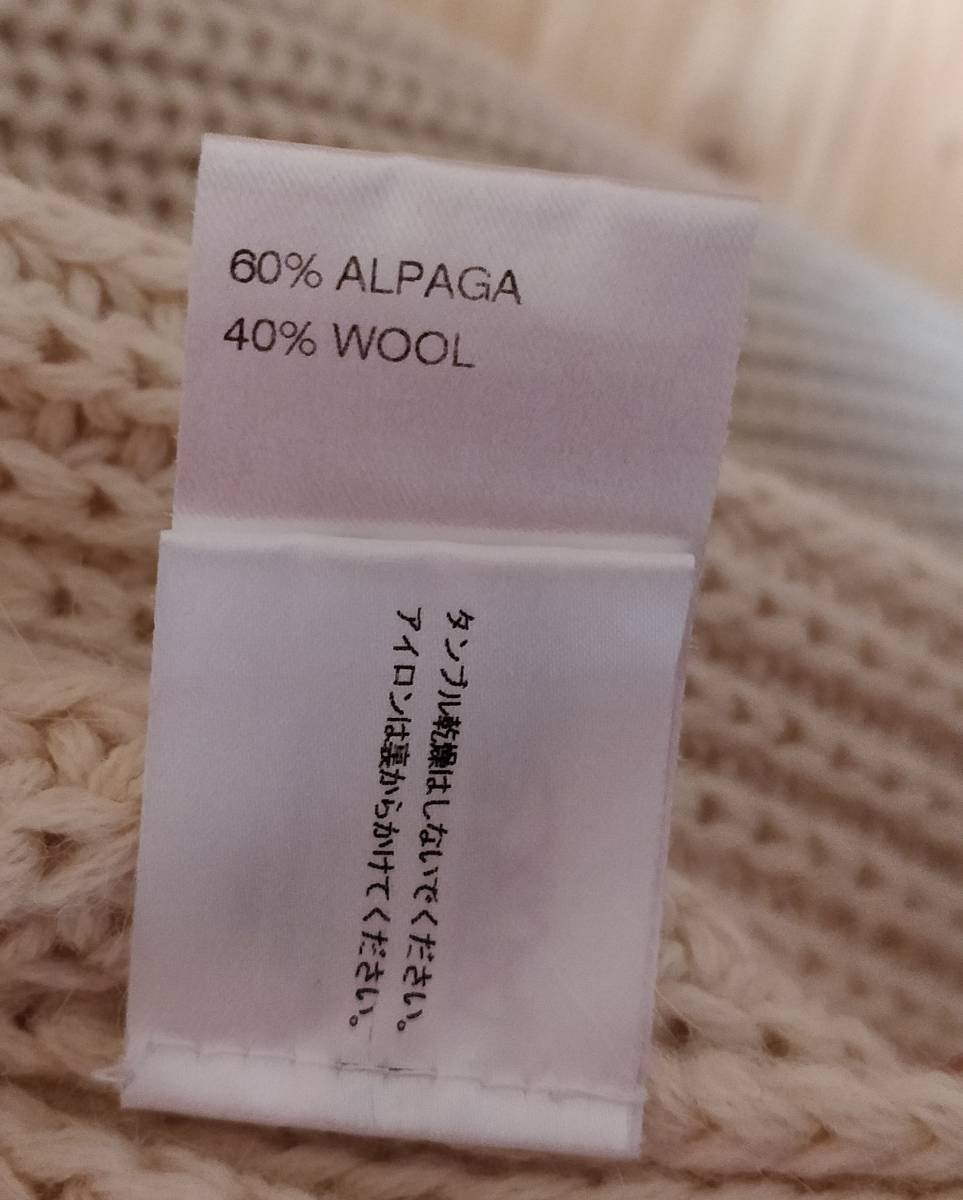 60% ALPAGA
40% WOOL
タンブル乾燥はしないでください。
アイロンは裏からかけてください。